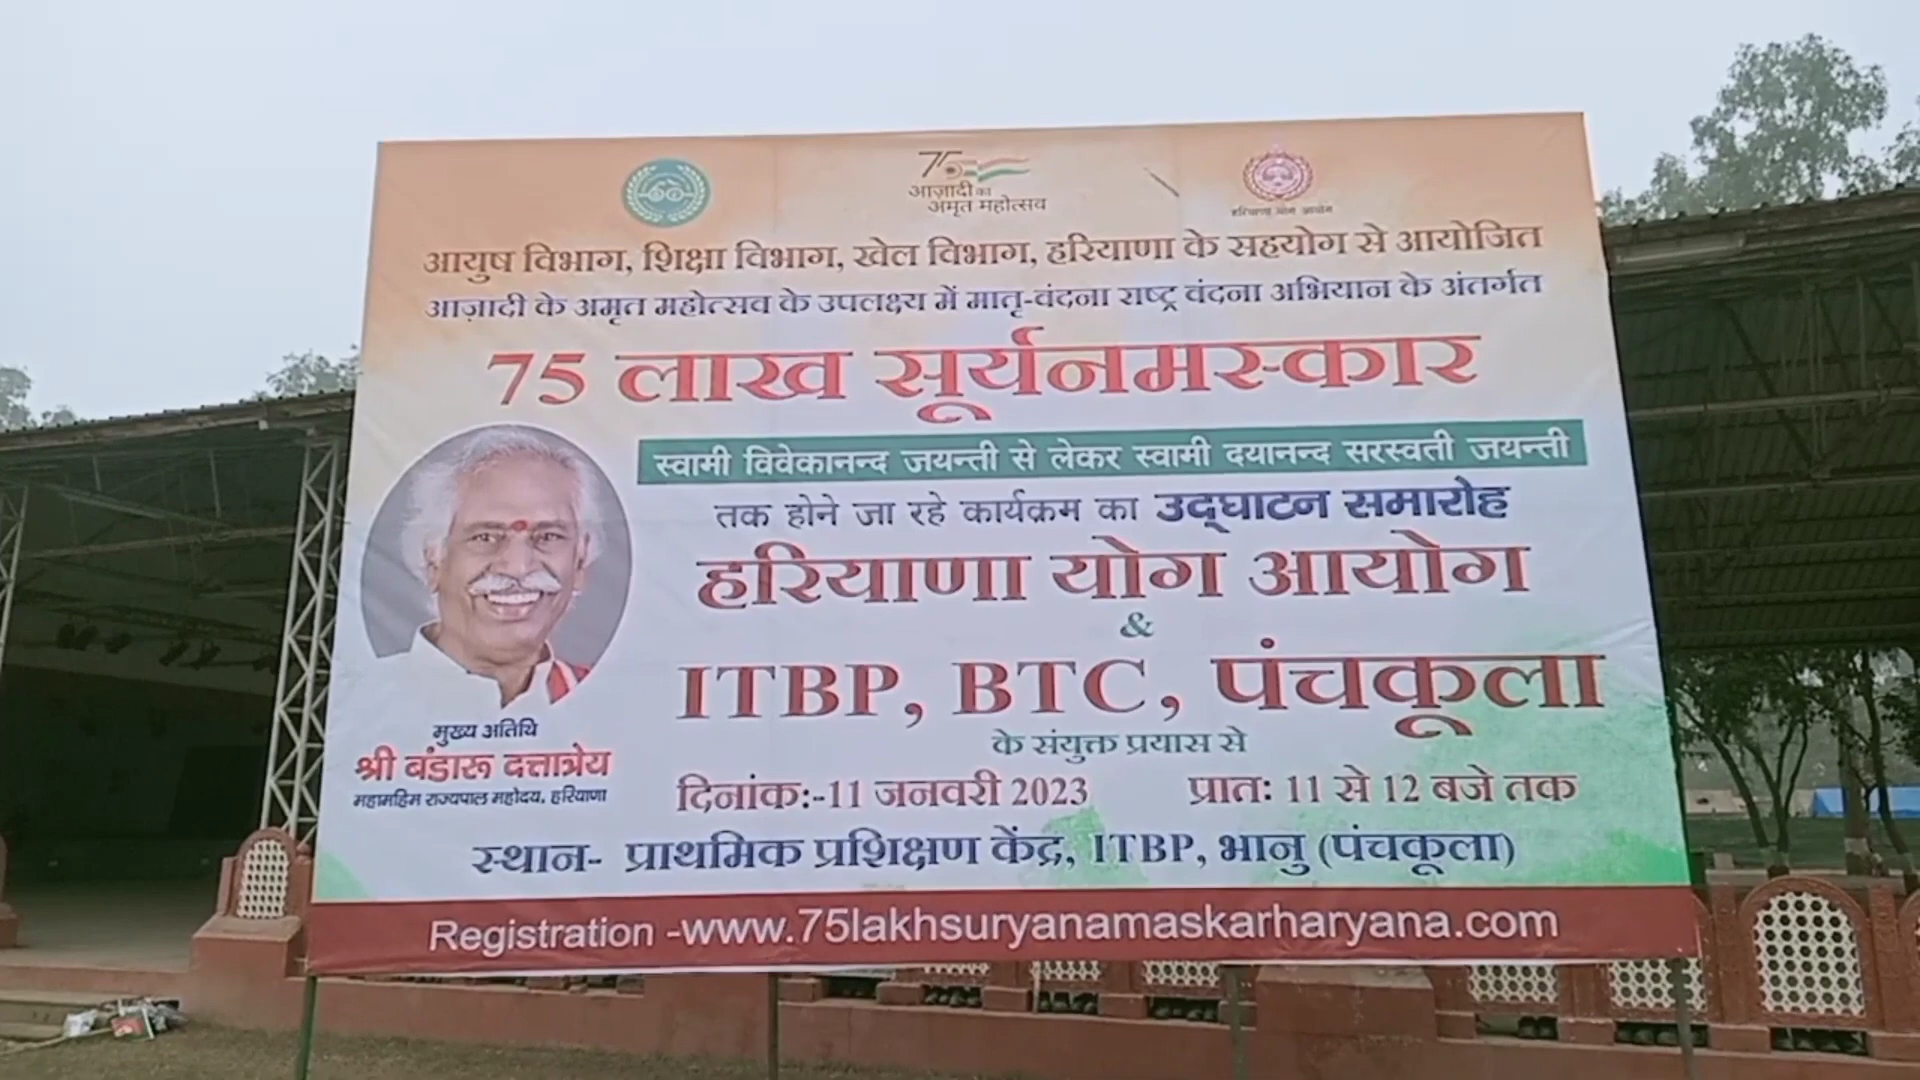 75
आज़ादी का
अमृत महोत्सव
हरियाणा योग आयोग
आयुष विभाग, शिक्षा विभाग, खेल विभाग, हरियाणा के सहयोग से आयोजित
आज़ादी के अमृत महोत्सव के उपलक्ष्य में मातृ-वंदना राष्ट्र वंदना अभियान के अंतर्गत
75 लाख सूर्यनमस्कार
स्वामी विवेकानन्द जयन्ती से लेकर स्वामी दयानन्द सरस्वती जयन्ती
तक होने जा रहे कार्यक्रम का उद्घाटन समारोह
हरियाणा योग आयोग
&
ITBP, BTC, पंचकूला
के संयुक्त प्रयास से
मुख्य अतिथि
श्री बंडारू दत्तात्रेय
महामहिम राज्यपाल महोदय, हरियाणा
दिनांक:-11 जनवरी 2023 प्रातः 11 से 12 बजे तक
स्थान- प्राथमिक प्रशिक्षण केंद्र, ITBP, भानु (पंचकूला)
Registration -www.75lakhsuryanamaskarharyana.com